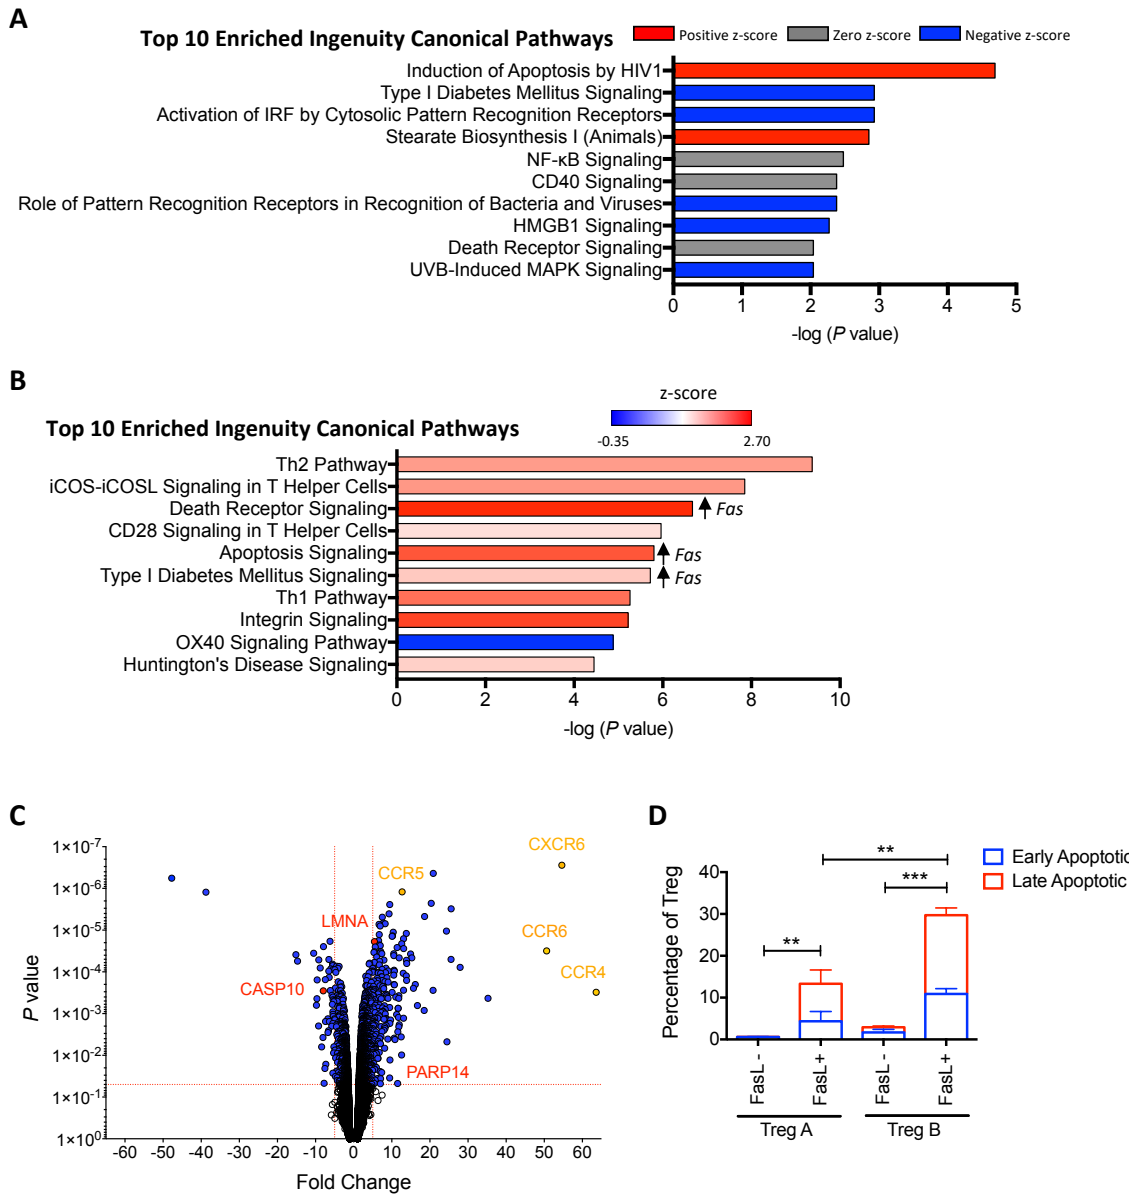 A
Top 10 Enriched Ingenuity Canonical Pathways
Positive z-score
Zero z-score
Negative z-score
Induction of Apoptosis by HIV1
Type I Diabetes Mellitus Signaling
Activation of IRF by Cytosolic Pattern Recognition Receptors
Stearate Biosynthesis I (Animals)
NF-κB Signaling
CD40 Signaling
Role of Pattern Recognition Receptors in Recognition of Bacteria and Viruses
HMGB1 Signaling
Death Receptor Signaling
UVB-Induced MAPK Signaling
0 1 2 3 4 5
-log (P value)
B
z-score
-0.35 2.70
Top 10 Enriched Ingenuity Canonical Pathways
Th2 Pathway
iCOS-iCOSL Signaling in T Helper Cells
Death Receptor Signaling Fas
CD28 Signaling in T Helper Cells
Apoptosis Signaling Fas
Type I Diabetes Mellitus Signaling Fas
Th1 Pathway
Integrin Signaling
OX40 Signaling Pathway
Huntington's Disease Signaling
0 2 4 6 8 10
-log (P value)
C
P value
1×10-7
1×10-6
1×10-5
1×10-4
1×10-3
1×10-2
1×10-1
1×100
CXCR6
CCR5
LMNA
CCR6
CCR4
CASP10
PARP14
-60 -50 -40 -30 -20 -10 0 10 20 30 40 50 60
Fold Change
D
Early Apoptotic
Late Apoptotic
Percentage of Treg
40
30
20
10
0
**
***
**
FasL - FasL+ FasL - FasL+
Treg A Treg B